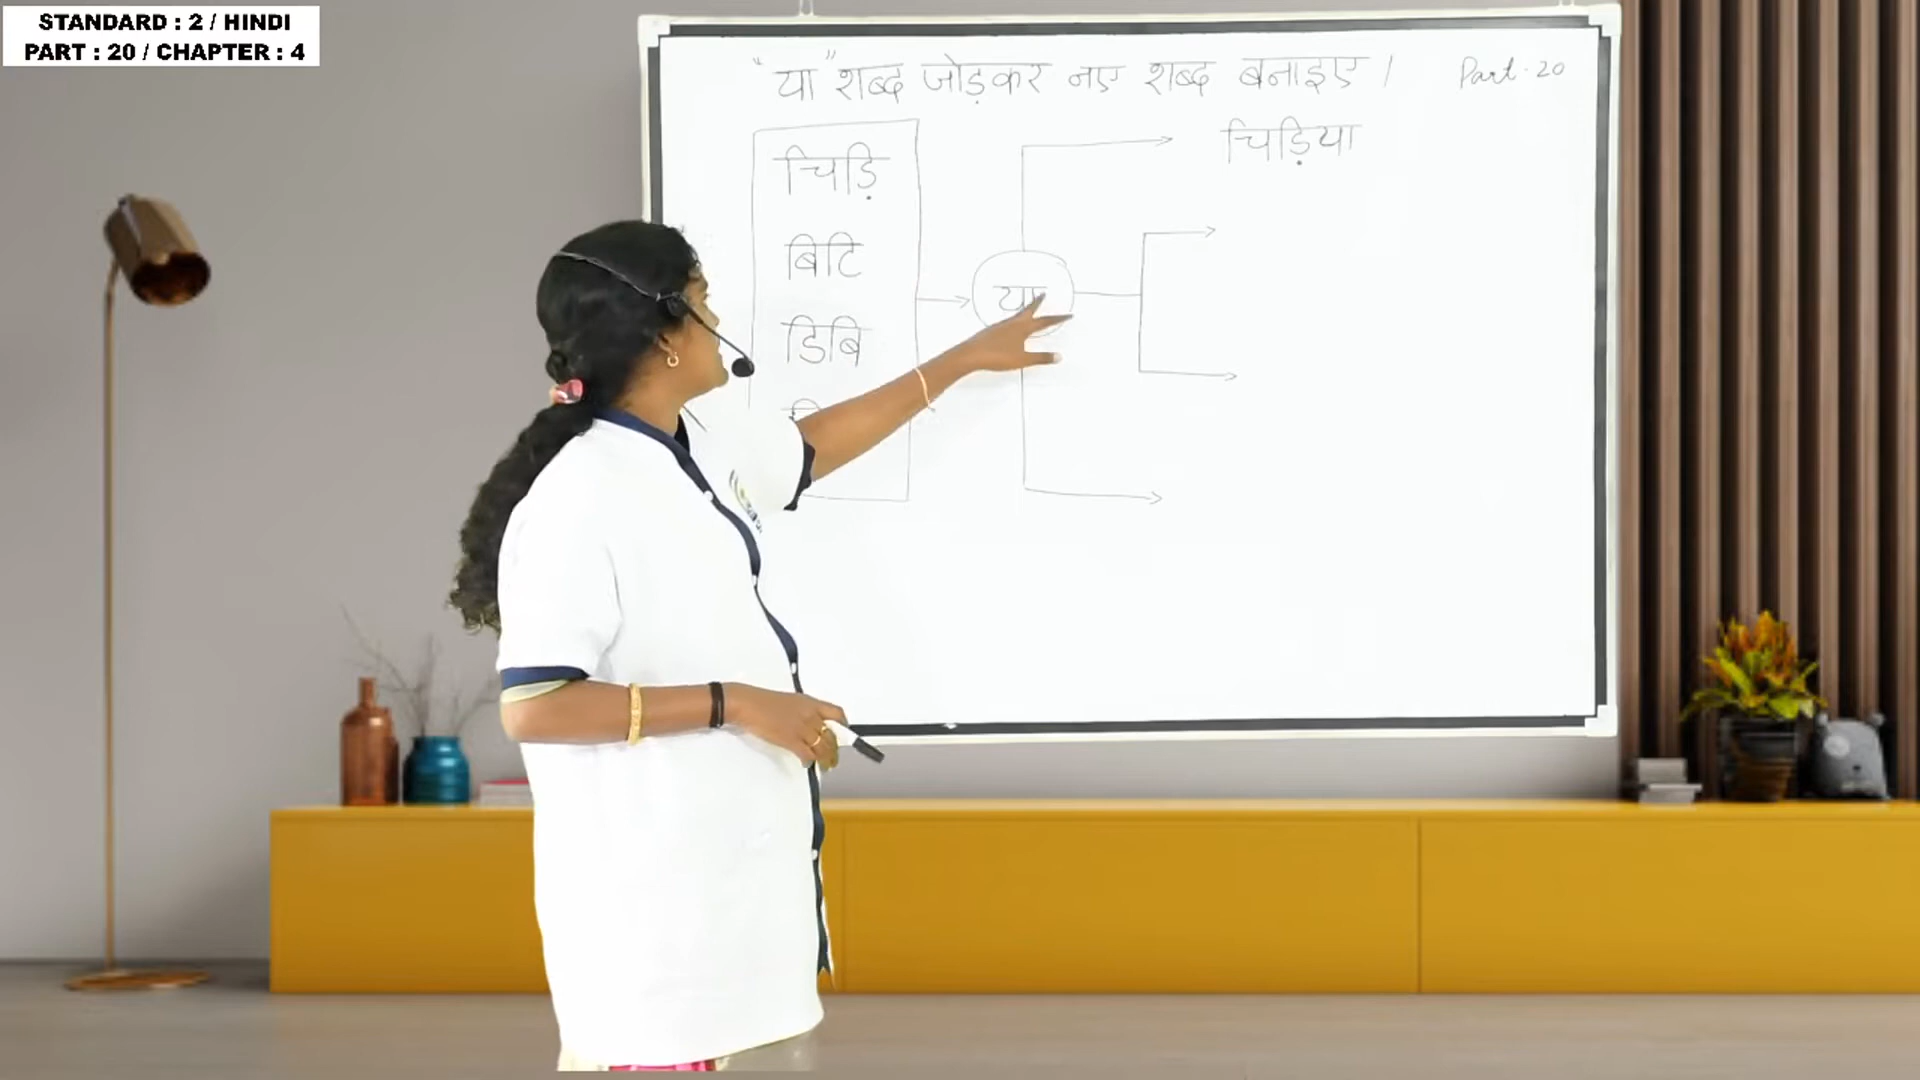 STANDARD : 2 / HINDI
PART : 20 / CHAPTER : 4
"या" शब्द जोड़कर नए शब्द बनाइए ।
Part-20
चिड़ि
चिड़िया
बिटि
या
डिबि